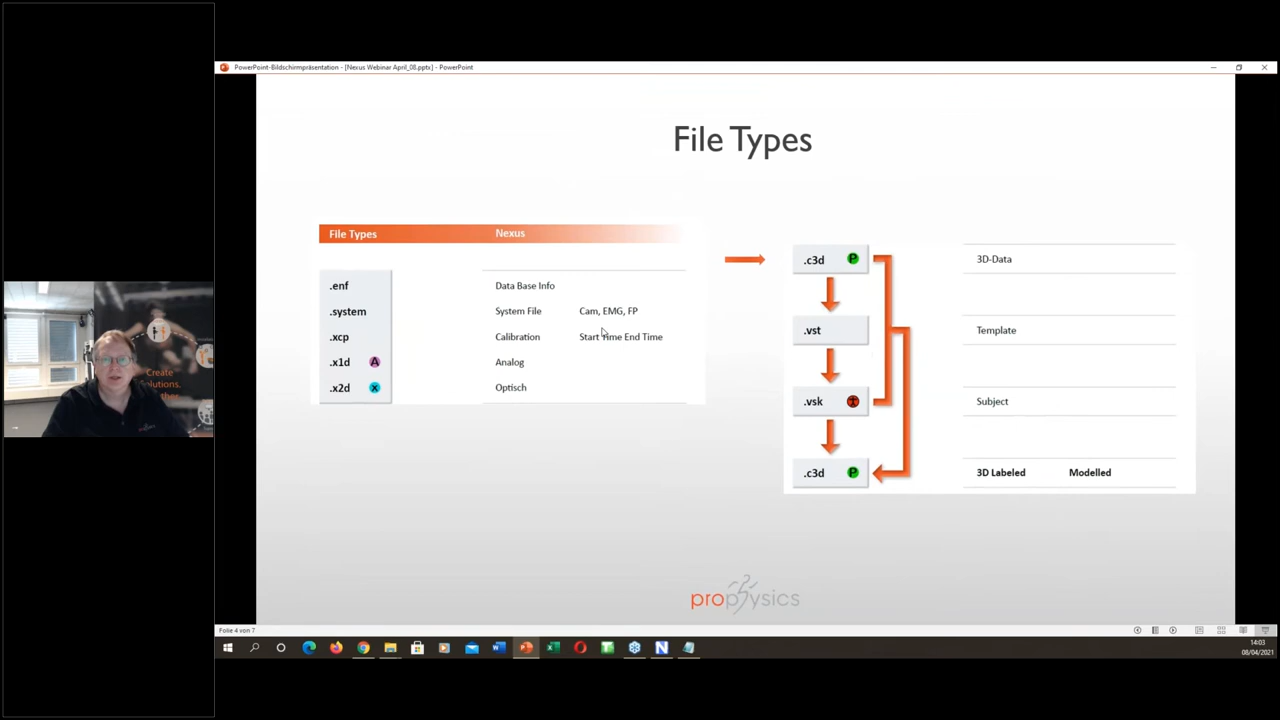 PowerPoint-Bildschirmpräsentation - [Nexus Webinar April_08.pptx] - PowerPoint
File Types
File Types Nexus
.enf Data Base Info
.system System File Cam, EMG, FP
.xcp Calibration Start Time End Time
.x1d A Analog
.x2d X Optisch
.c3d P 3D-Data
.vst Template
.vsk Subject
.c3d P 3D Labeled Modelled
Create
prophysics
Folie 4 von 7
14:03
08/04/2021